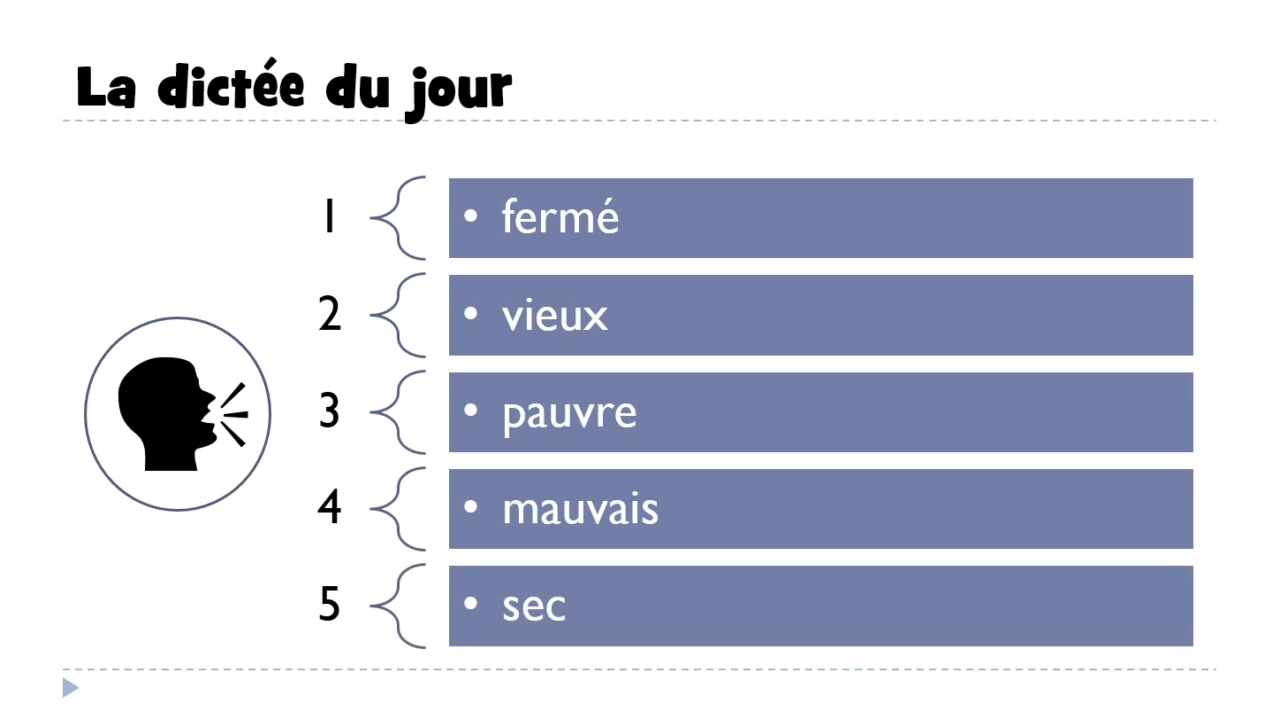 La dictée du jour
1
• fermé
2
• vieux
3
• pauvre
4
• mauvais
5
• sec